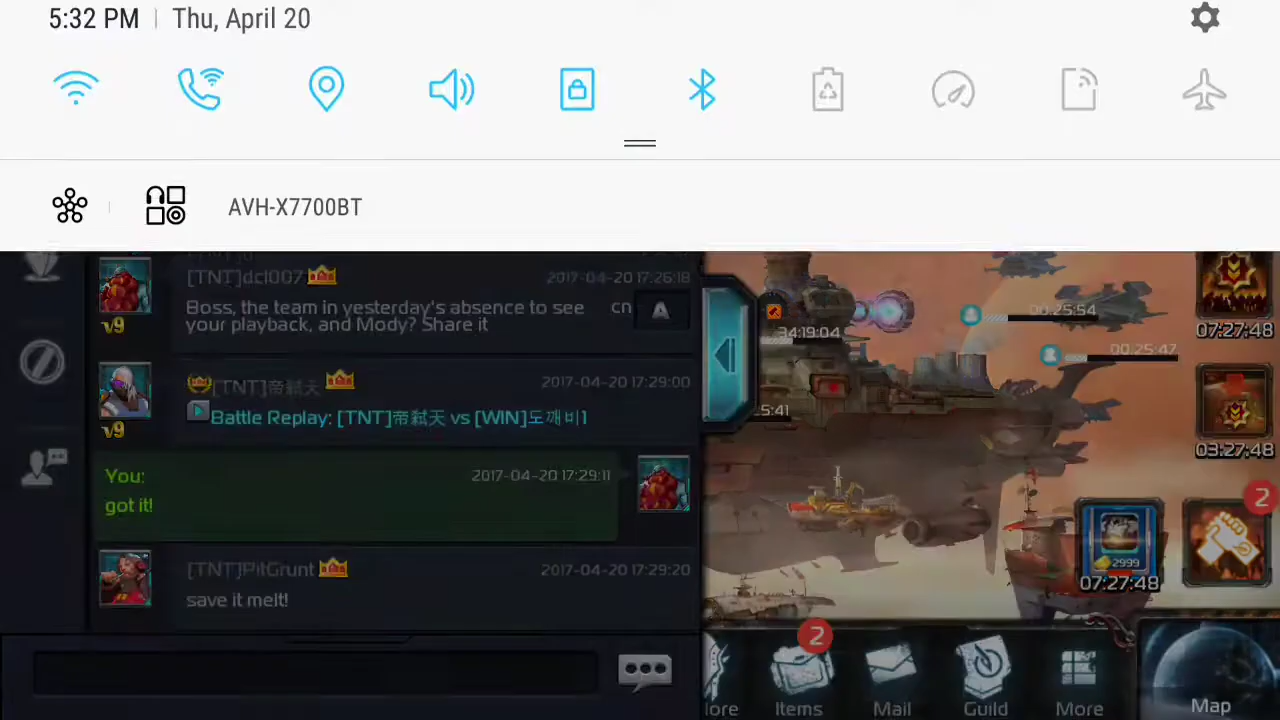 5:32 PM | Thu, April 20
AVH-X7700BT
[TNT]dcl007
2017-04-20 17:26:18
Boss, the team in yesterday's absence to see
your playback, and Mody? Share it
cn
A
v9
[TNT]帝弑天
2017-04-20 17:29:00
Battle Replay: [TNT]帝弑天 vs [WIN]도깨비1
v9
You:
2017-04-20 17:29:11
got it!
[TNT]PitGrunt
2017-04-20 17:29:20
save it melt!
34:19:04
00:25:54
00:25:47
5:41
07:27:48
03:27:48
2
2999
07:27:48
2
Items
Mail
Guild
More
Map